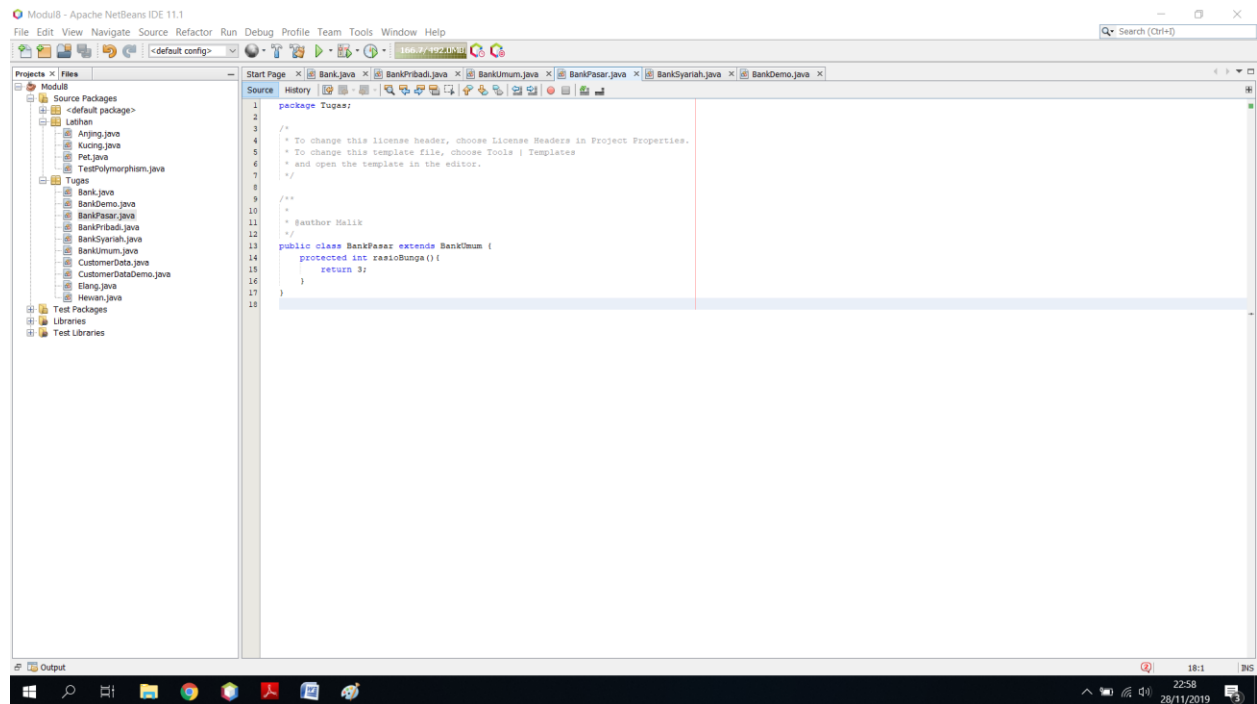 Modul8 - Apache NetBeans IDE 11.1
File Edit View Navigate Source Refactor Run Debug Profile Team Tools Window Help
Search (Ctrl+I)
<default config>
166.7/492.0MB
Projects Files
Start Page Bank.java BankPribadi.java BankUmum.java BankPasar.java BankSyariah.java BankDemo.java
Source History
Modul8
Source Packages
<default package>
Latihan
Anjing.java
Kucing.java
Pet.java
TestPolymorphism.java
Tugas
Bank.java
BankDemo.java
BankPasar.java
BankPribadi.java
BankSyariah.java
BankUmum.java
CustomerData.java
CustomerDataDemo.java
Elang.java
Hewan.java
Test Packages
Libraries
Test Libraries
1 package Tugas;
2
3 /*
4 * To change this license header, choose License Headers in Project Properties.
5 * To change this template file, choose Tools | Templates
6 * and open the template in the editor.
7 */
8
9 /**
10 *
11 * @author Malik
12 */
13 public class BankPasar extends BankUmum {
14 protected int rasioBunga(){
15 return 3;
16 }
17 }
18
Output
2
18:1
INS
22:58
28/11/2019
3